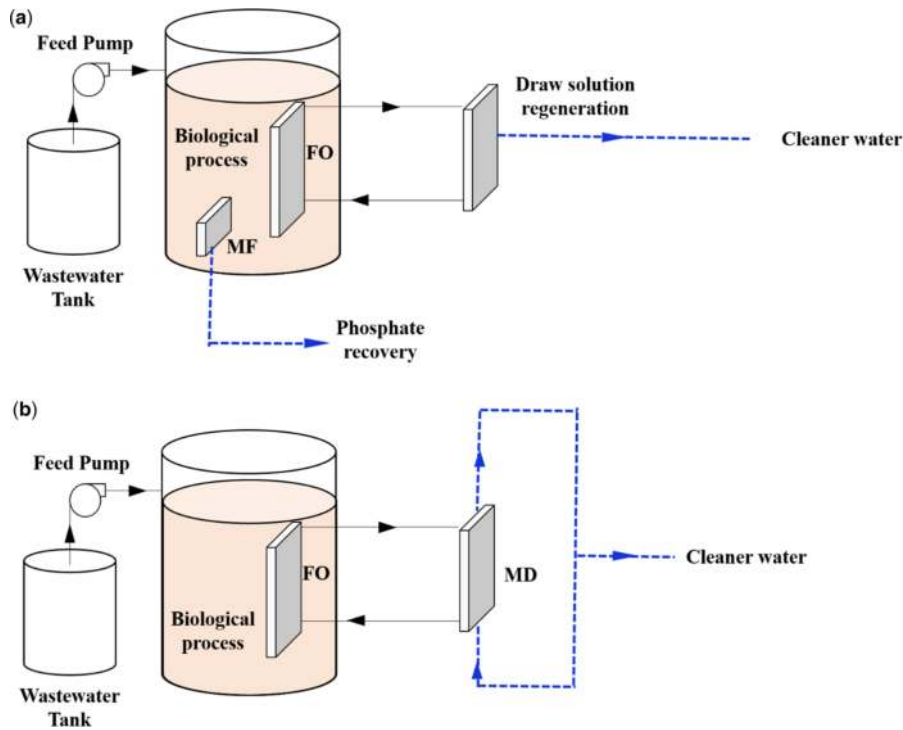 (a)
Feed Pump
Draw solution
regeneration
Cleaner water
Biological
process
FO
MF
Wastewater
Tank
Phosphate
recovery
(b)
Feed Pump
Cleaner water
FO
MD
Biological
process
Wastewater
Tank